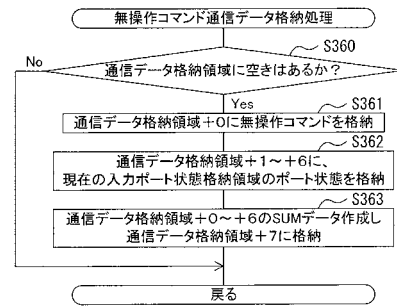 無操作コマンド通信データ格納処理
S360
通信データ格納領域に空きはあるか？
No
Yes
S361
通信データ格納領域+0に無操作コマンドを格納
S362
通信データ格納領域+1～+6に、
現在の入力ポート状態格納領域のポート状態を格納
S363
通信データ格納領域+0～+6のSUMデータ作成し
通信データ格納領域+7に格納
戻る